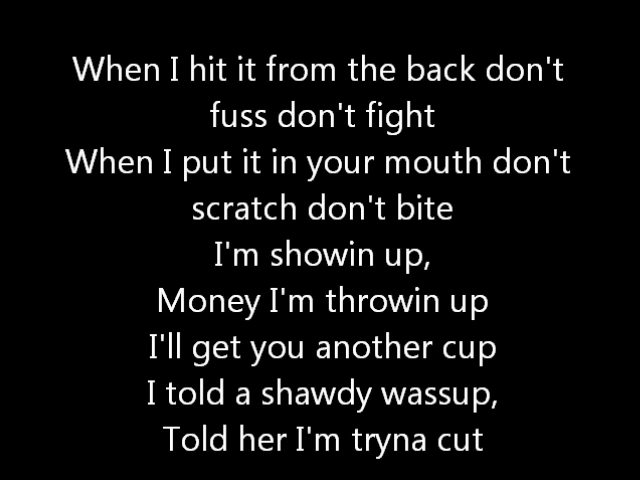 When I hit it from the back don't
fuss don't fight
When I put it in your mouth don't
scratch don't bite
I'm showin up,
Money I'm throwin up
I'll get you another cup
I told a shawdy wassup,
Told her I'm tryna cut